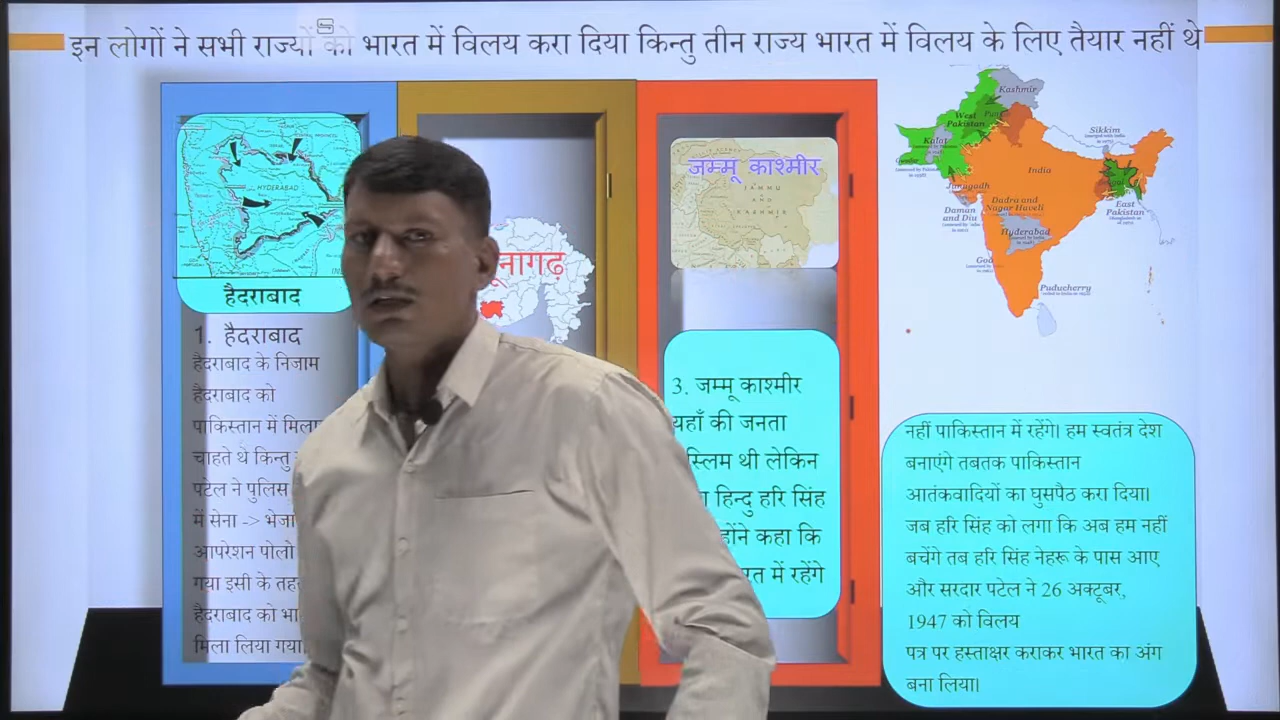 इन लोगों ने सभी राज्यों को भारत में विलय करा दिया किन्तु तीन राज्य भारत में विलय के लिए तैयार नहीं थे
HYDERABAD
हैदराबाद
1. हैदराबाद
हैदराबाद के निजाम
हैदराबाद को
पाकिस्तान में
चाहते थे किन्तु
पटेल ने पुलिस
में सेना -> भेजा
आपरेशन पोलो
गया इसी के
हैदराबाद को
मिला लिया गया
नागढ़
जम्मू काश्मीर
JAMMU
AND
KASHMIR
3. जम्मू काश्मीर
यहाँ की जनता
स्लिम थी लेकिन
हिन्दु हरि सिंह
होंने कहा कि
रत में रहेंगे
Kashmir
West
Pakistan
Kalat
Sikkim
India
Junagadh
Dadra and
Nagar Haveli
Daman
and Diu
Hyderabad
East
Pakistan
Goa
Puducherry
नहीं पाकिस्तान में रहेंगे। हम स्वतंत्र देश
बनाएंगे तबतक पाकिस्तान
आतंकवादियों का घुसपैठ करा दिया।
जब हरि सिंह को लगा कि अब हम नहीं
बचेंगे तब हरि सिंह नेहरू के पास आए
और सरदार पटेल ने 26 अक्टूबर,
1947 को विलय
पत्र पर हस्ताक्षर कराकर भारत का अंग
बना लिया।